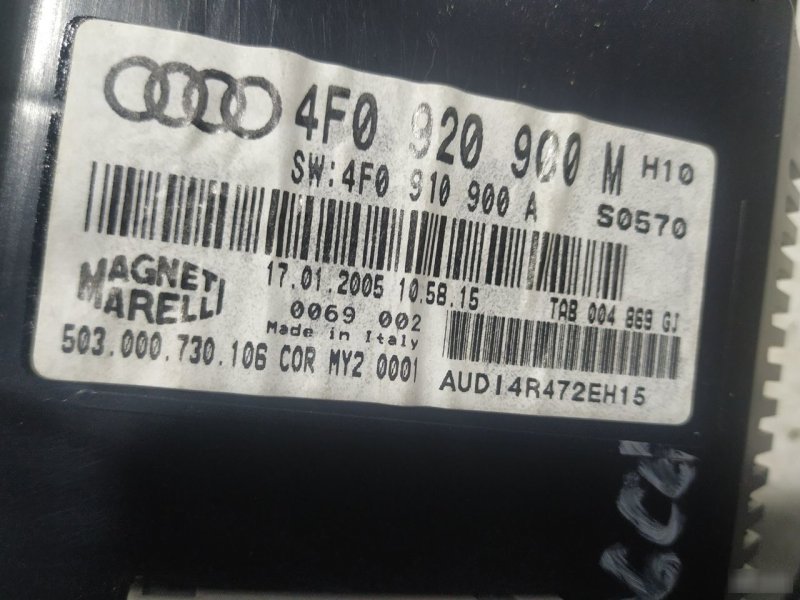 4F0 920 900 M H10
SW:4F0 910 900 A S0570
MAGNETI MARELLI
17.01.2005 10.58.15
0069 002
Made in Italy
TAB 004 869 GJ
503.000.730.106 COR MY2 0001
AUDI4R472EH15